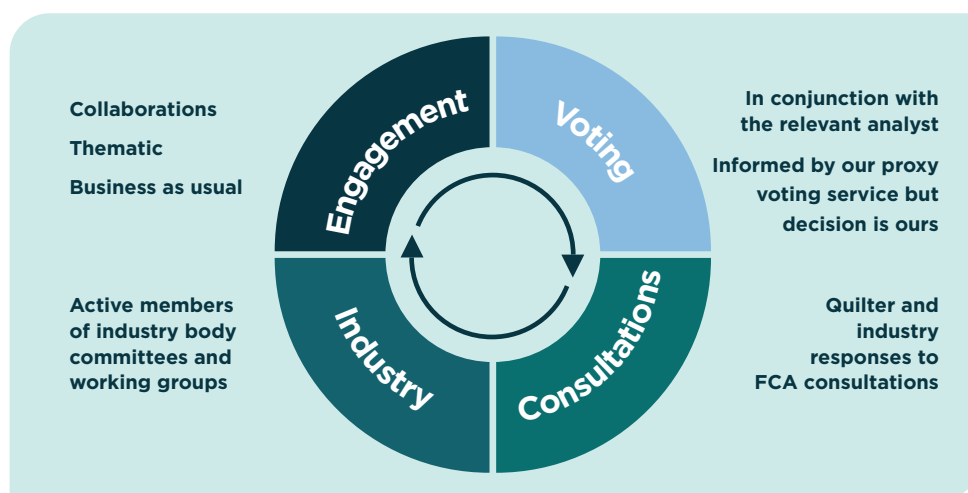 Collaborations
Thematic
Business as usual
Engagement
Voting
In conjunction with
the relevant analyst
Informed by our proxy
voting service but
decision is ours
Active members
of industry body
committees and
working groups
Industry
Consultations
Quilter and
industry
responses to
FCA consultations